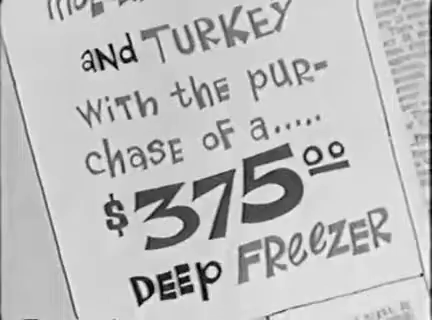 and TURKEY
With the pur-
chase of a.....
$375.00
DEEP FREEZER